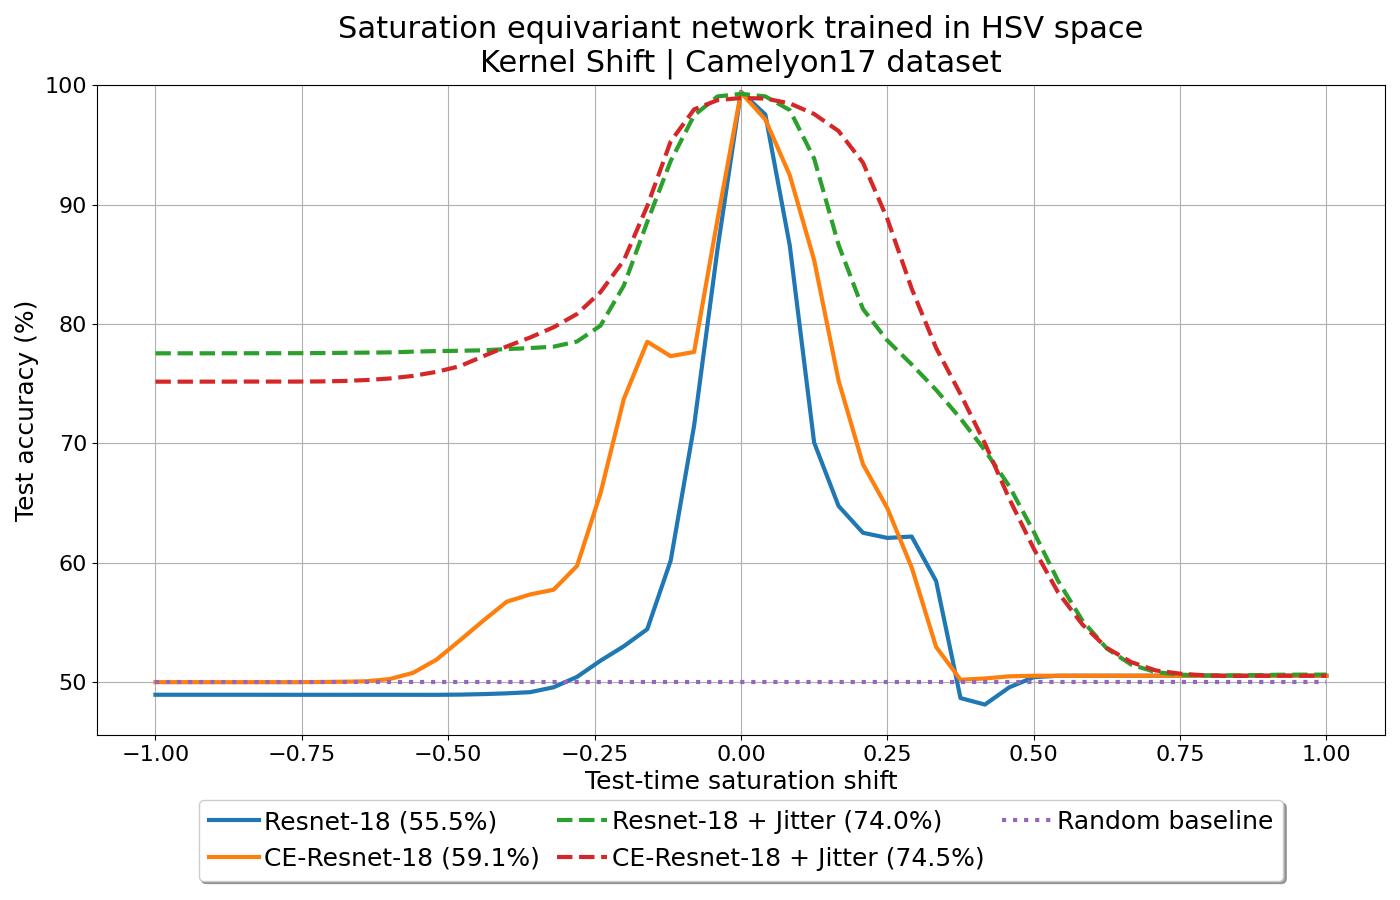 Saturation equivariant network trained in HSV space
Kernel Shift | Camelyon17 dataset
Test accuracy (%)
100
90
80
70
60
50
−1.00 −0.75 −0.50 −0.25 0.00 0.25 0.50 0.75 1.00
Test-time saturation shift
Resnet-18 (55.5%) Resnet-18 + Jitter (74.0%) Random baseline
CE-Resnet-18 (59.1%) CE-Resnet-18 + Jitter (74.5%)